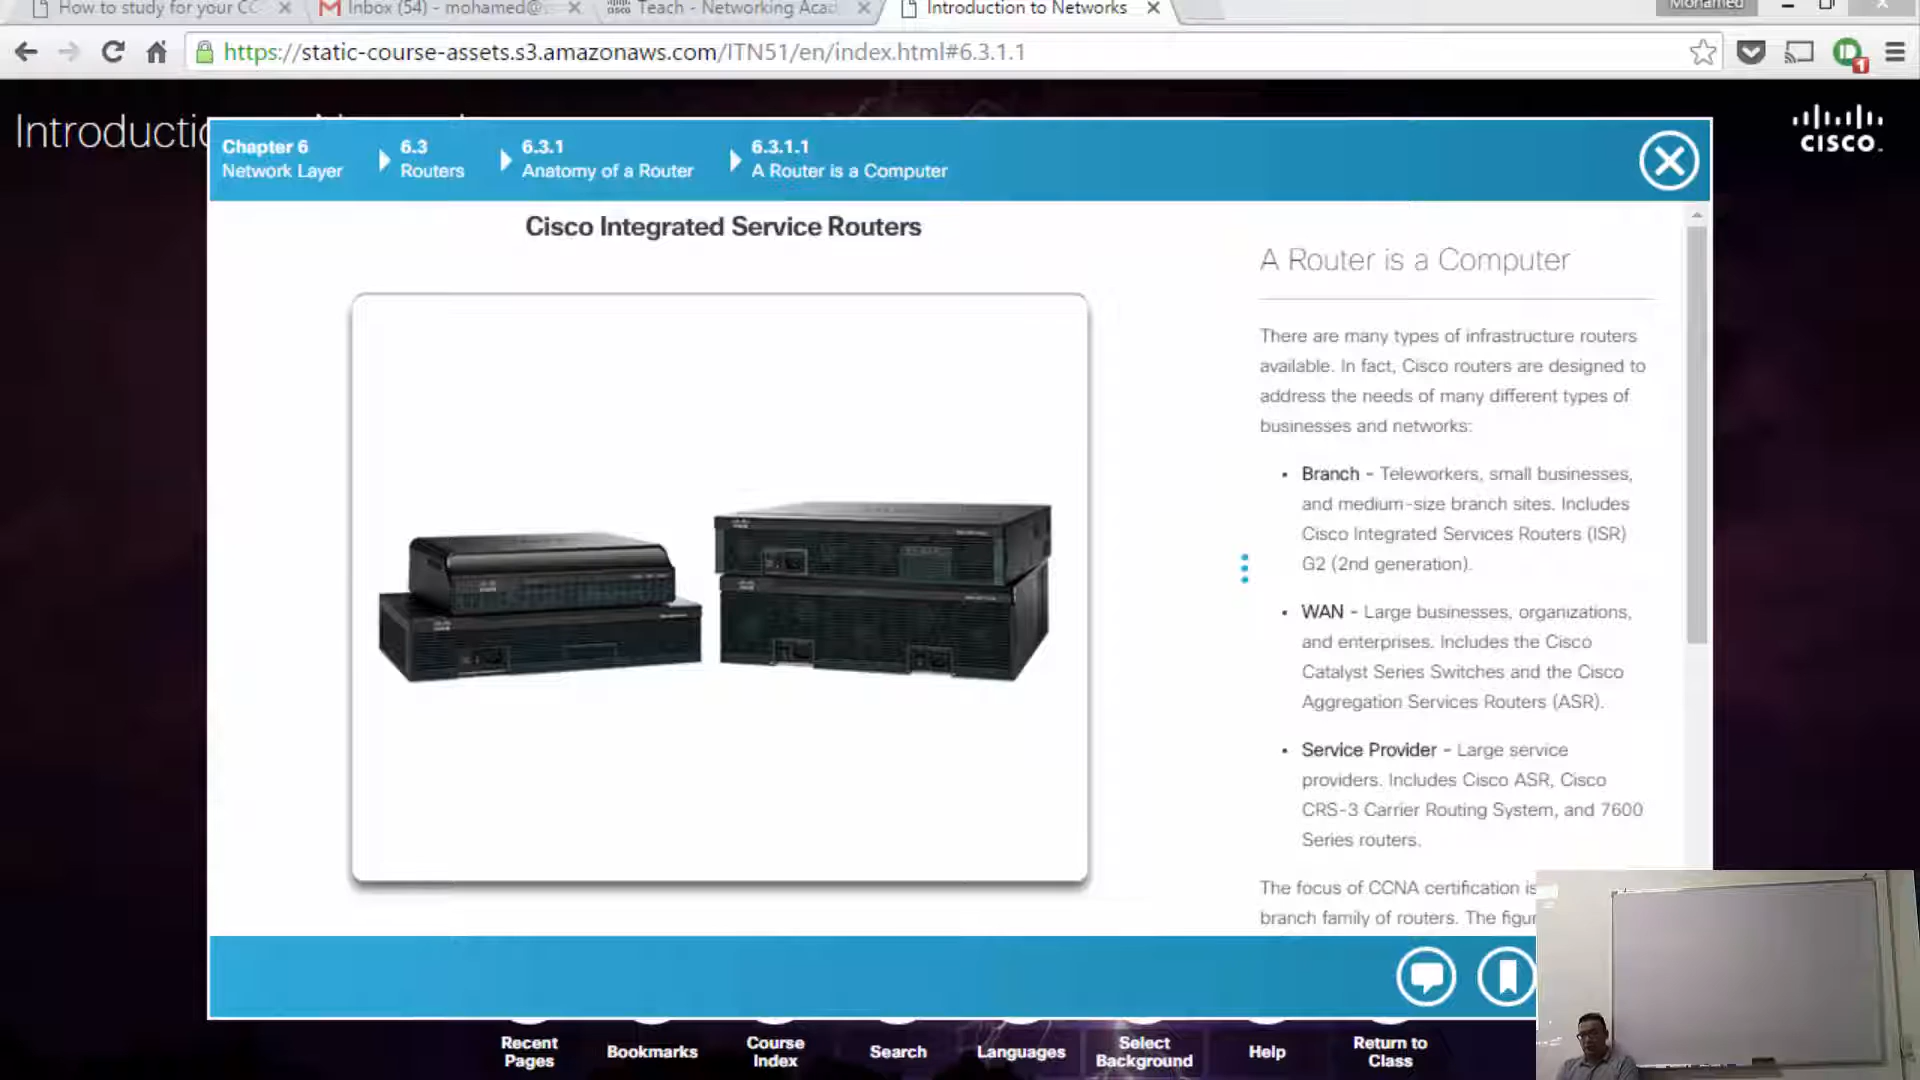 How to study for your CC
Inbox (54) - mohamed@
Teach - Networking Acad
Introduction to Networks
Mohamed
https://static-course-assets.s3.amazonaws.com/ITN51/en/index.html#6.3.1.1
1
Introductio
cisco
Chapter 6
Network Layer
6.3
Routers
6.3.1
Anatomy of a Router
6.3.1.1
A Router is a Computer
Cisco Integrated Service Routers
A Router is a Computer
There are many types of infrastructure routers
available. In fact, Cisco routers are designed to
address the needs of many different types of
businesses and networks:
• Branch - Teleworkers, small businesses,
and medium-size branch sites. Includes
Cisco Integrated Services Routers (ISR)
G2 (2nd generation).
• WAN - Large businesses, organizations,
and enterprises. Includes the Cisco
Catalyst Series Switches and the Cisco
Aggregation Services Routers (ASR).
• Service Provider - Large service
providers. Includes Cisco ASR, Cisco
CRS-3 Carrier Routing System, and 7600
Series routers.
The focus of CCNA certification is
branch family of routers. The figur
Recent
Pages
Bookmarks
Course
Index
Search
Languages
Select
Background
Help
Return to
Class